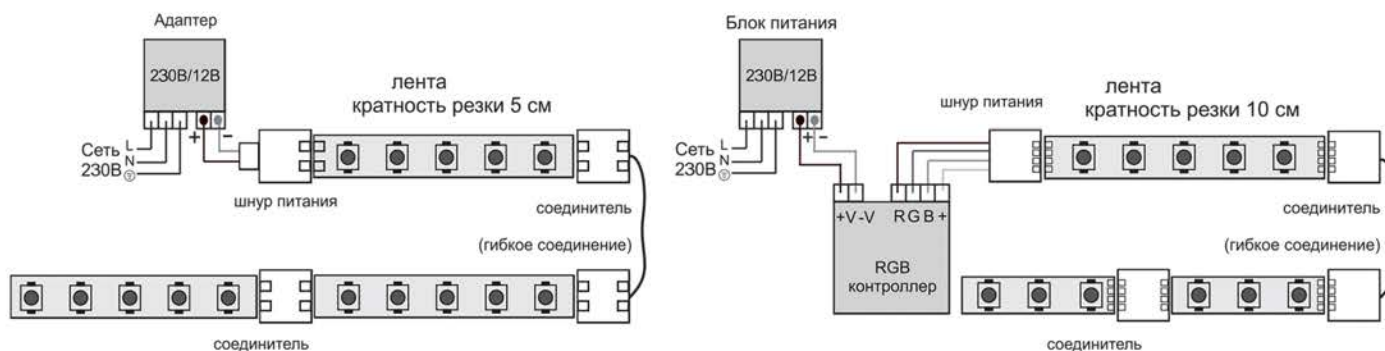 Адаптер
230В/12В
лента
кратность резки 5 см
+ –
Сеть L
N
230В
шнур питания
соединитель
(гибкое соединение)
соединитель
Блок питания
230В/12В
лента
шнур питания
кратность резки 10 см
+ –
Сеть L
N
230В
+V -V
R G B +
RGB
контроллер
соединитель
(гибкое соединение)
соединитель